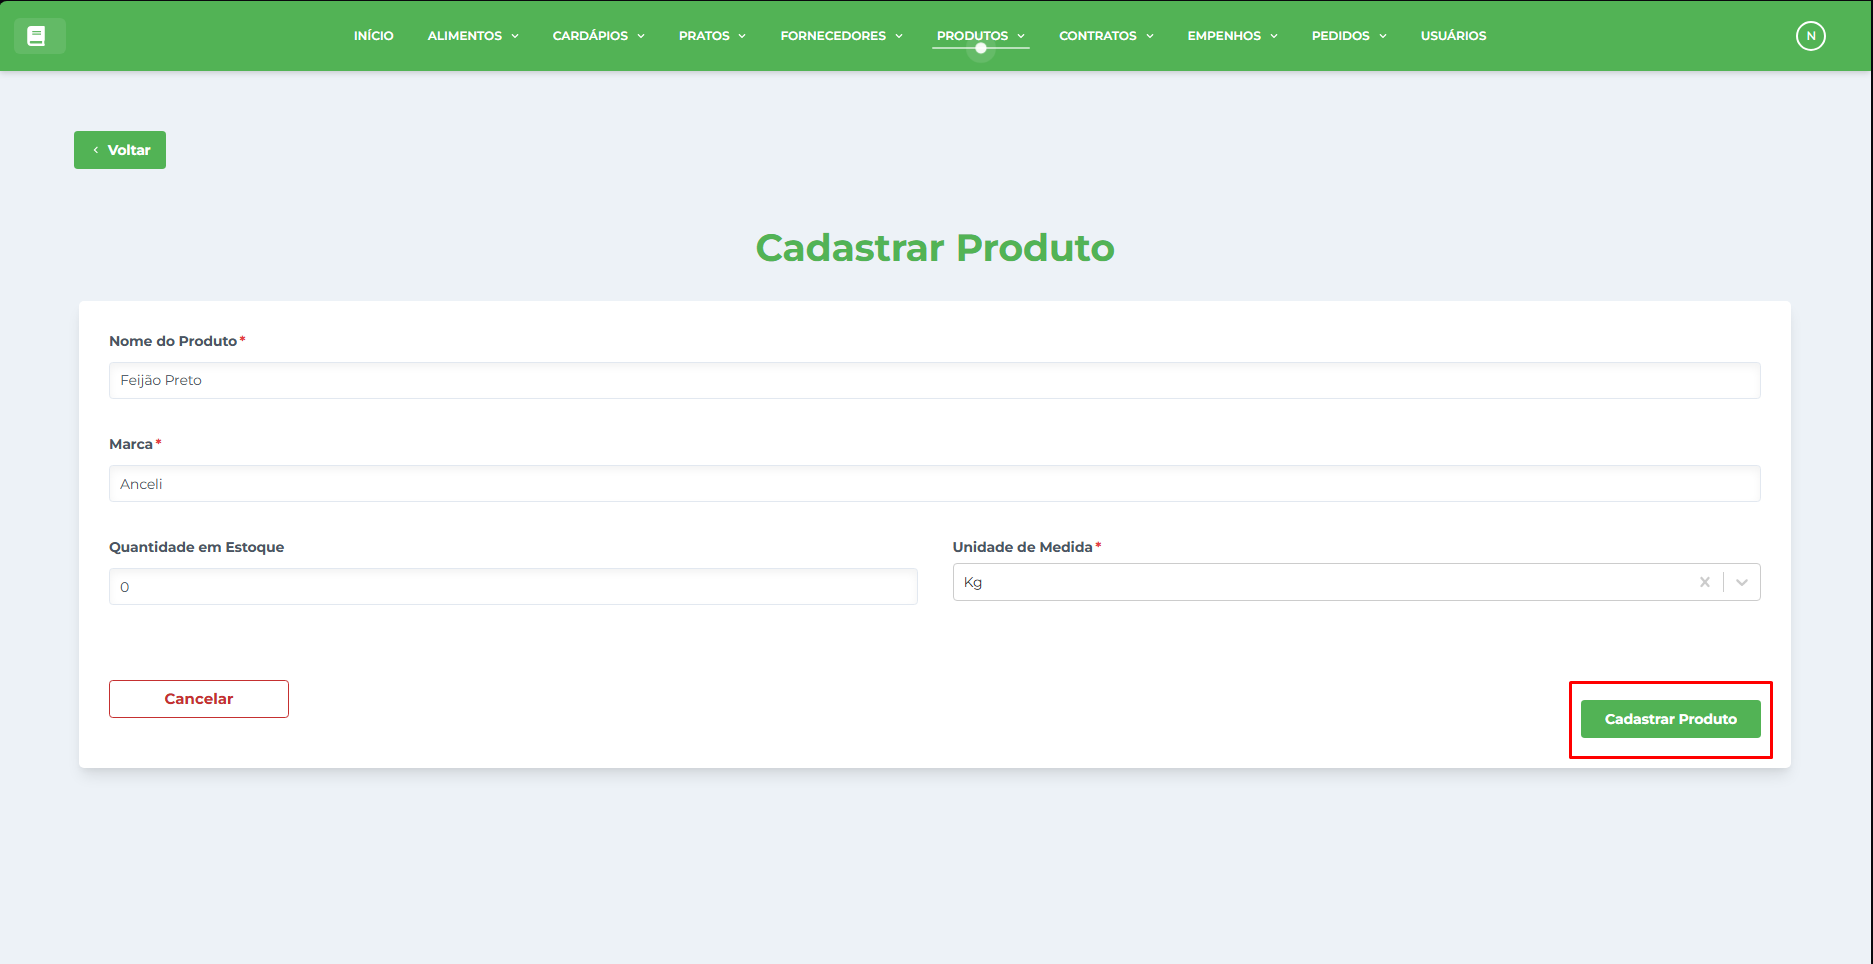 INÍCIO ALIMENTOS CARDÁPIOS PRATOS FORNECEDORES PRODUTOS CONTRATOS EMPENHOS PEDIDOS USUÁRIOS N
Voltar
Cadastrar Produto
Nome do Produto*
Feijão Preto
Marca*
Anceli
Quantidade em Estoque
0
Unidade de Medida*
Kg
Cancelar
Cadastrar Produto